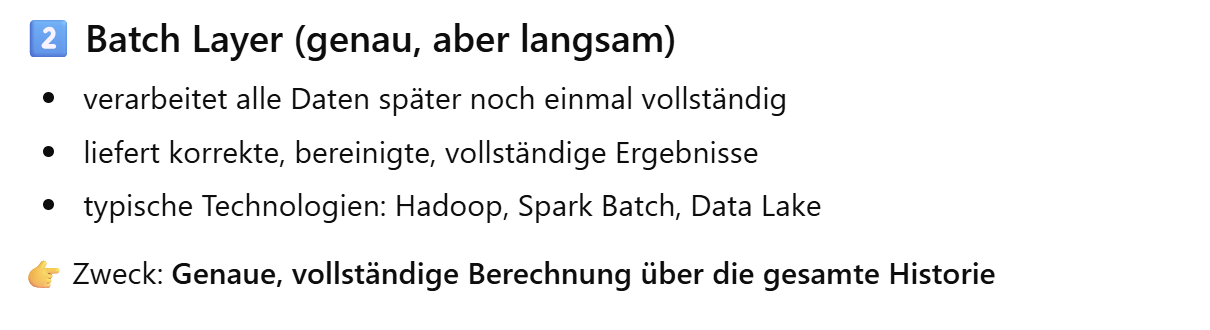 2️⃣ Batch Layer (genau, aber langsam)
• verarbeitet alle Daten später noch einmal vollständig
• liefert korrekte, bereinigte, vollständige Ergebnisse
• typische Technologien: Hadoop, Spark Batch, Data Lake
👉 Zweck: Genaue, vollständige Berechnung über die gesamte Historie